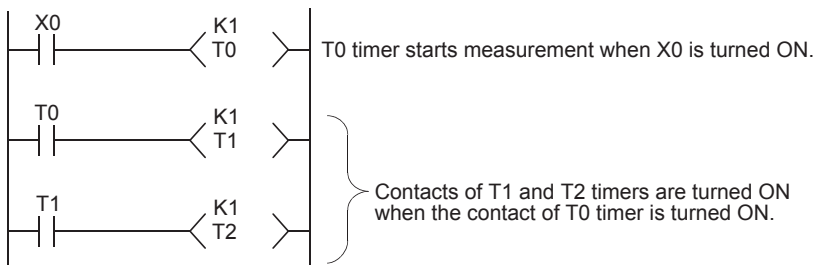 X0
K1
T0
T0 timer starts measurement when X0 is turned ON.
T0
K1
T1
Contacts of T1 and T2 timers are turned ON
when the contact of T0 timer is turned ON.
T1
K1
T2